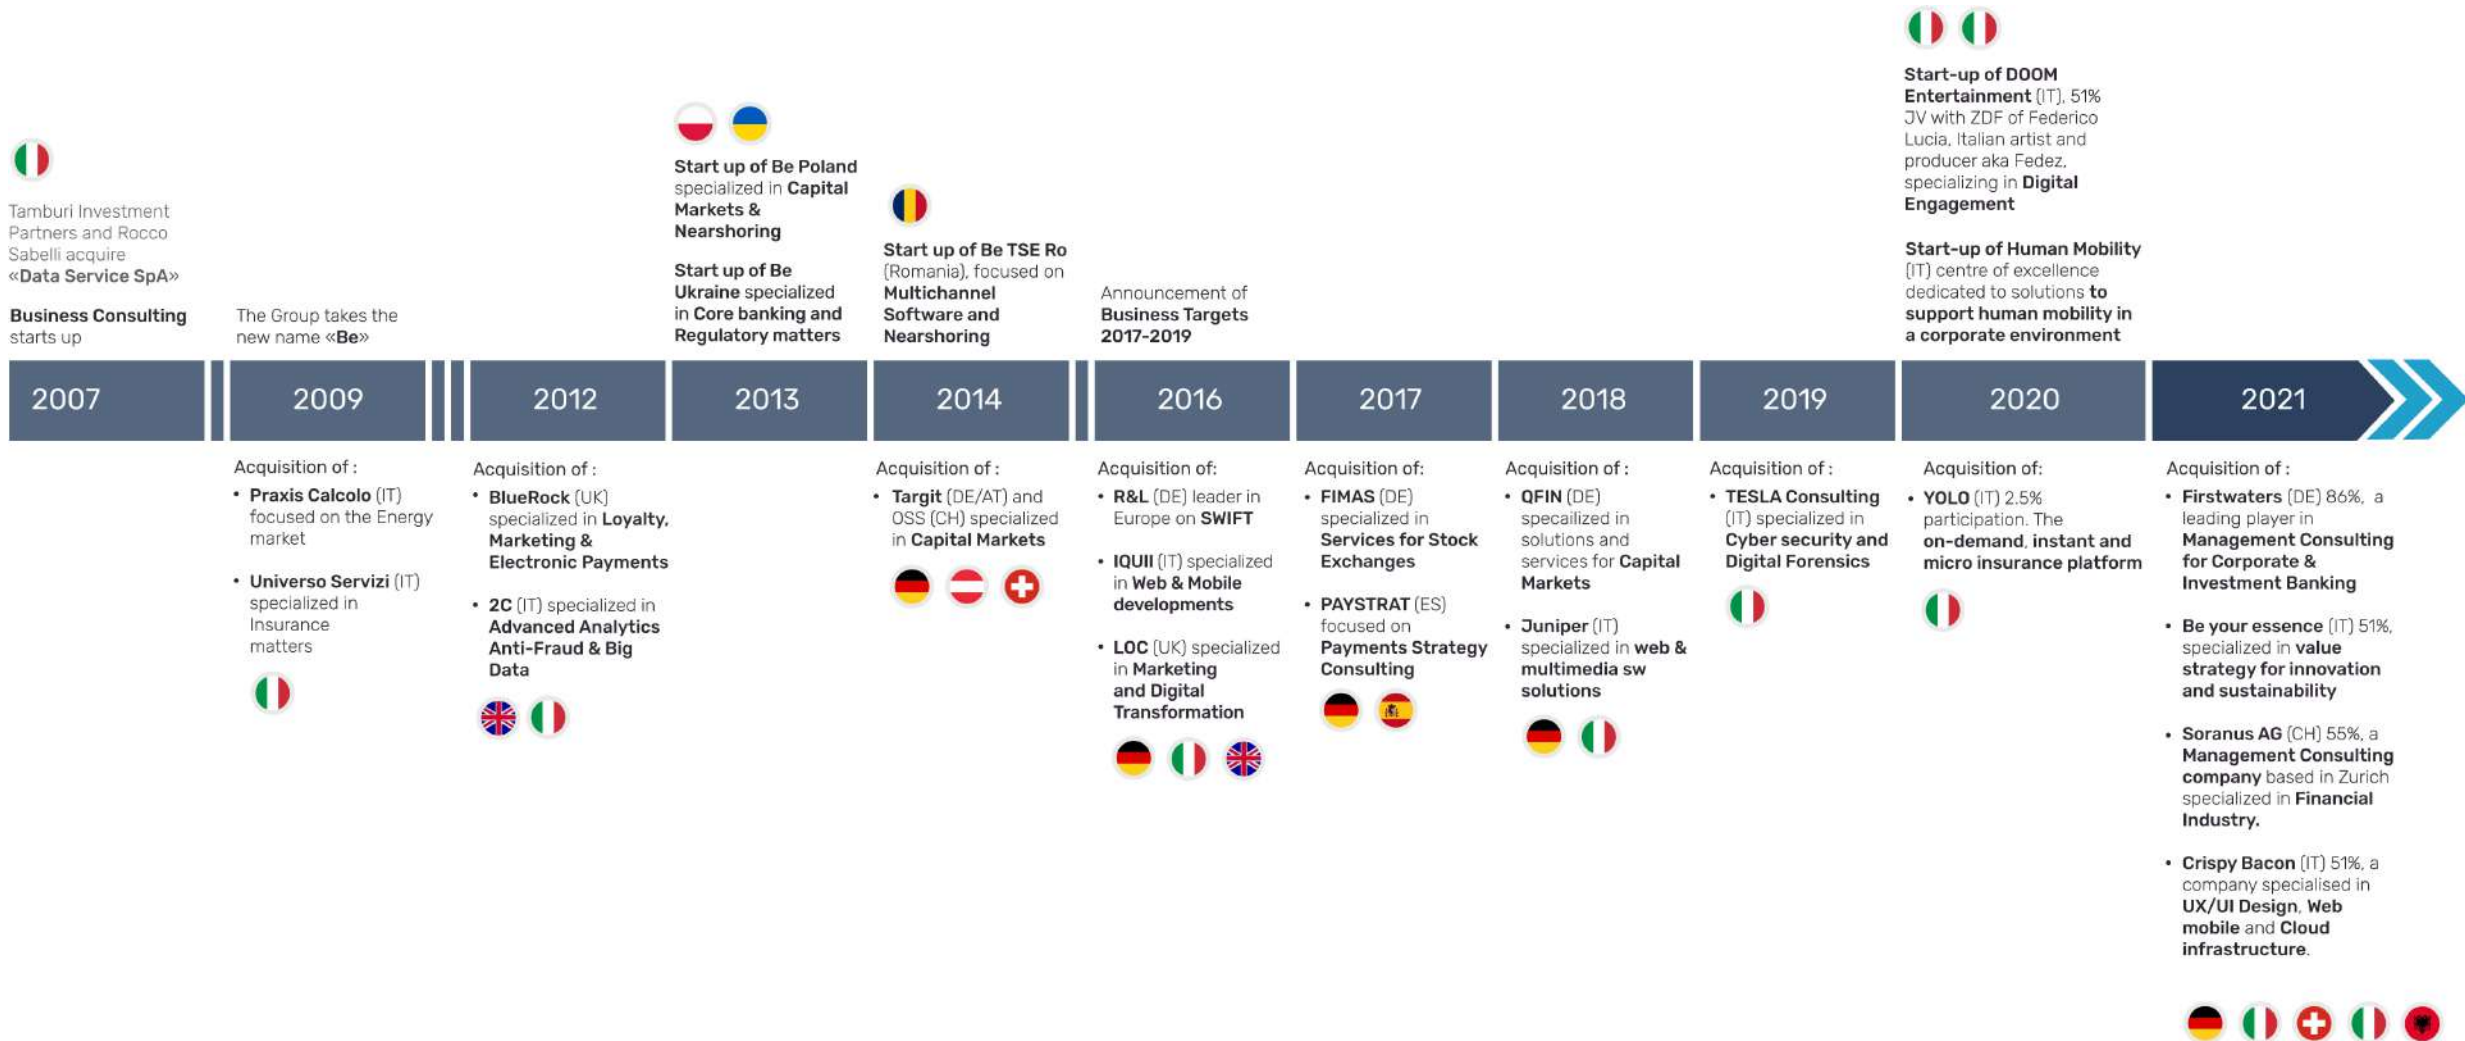 Tamburi Investment
Partners and Rocco
Sabelli acquire
«Data Service SpA»
Business Consulting
starts up
The Group takes the
new name «Be»
Start up of Be Poland
specialized in Capital
Markets &
Nearshoring
Start up of Be
Ukraine specialized
in Core banking and
Regulatory matters
Start up of Be TSE Ro
(Romania), focused on
Multichannel
Software and
Nearshoring
Announcement of
Business Targets
2017-2019
Start-up of DOOM
Entertainment (IT), 51%
JV with ZDF of Federico
Lucia, Italian artist and
producer aka Fedez,
specializing in Digital
Engagement
Start-up of Human Mobility
(IT) centre of excellence
dedicated to solutions to
support human mobility in
a corporate environment
2007
2009
2012
2013
2014
2016
2017
2018
2019
2020
2021
Acquisition of :
• Praxis Calcolo (IT)
focused on the Energy
market
• Universo Servizi (IT)
specialized in
Insurance
matters
Acquisition of :
• BlueRock (UK)
specialized in Loyalty,
Marketing &
Electronic Payments
• 2C (IT) specialized in
Advanced Analytics
Anti-Fraud & Big
Data
Acquisition of :
• Targit (DE/AT) and
OSS (CH) specialized
in Capital Markets
Acquisition of:
• R&L (DE) leader in
Europe on SWIFT
• IQUII (IT) specialized
in Web & Mobile
developments
• LOC (UK) specialized
in Marketing
and Digital
Transformation
Acquisition of:
• FIMAS (DE)
specialized in
Services for Stock
Exchanges
• PAYSTRAT (ES)
focused on
Payments Strategy
Consulting
Acquisition of :
• QFIN (DE)
specailized in
solutions and
services for Capital
Markets
• Juniper (IT)
specialized in web &
multimedia sw
solutions
Acquisition of :
• TESLA Consulting
(IT) specialized in
Cyber security and
Digital Forensics
Acquisition of:
• YOLO (IT) 2.5%
participation. The
on-demand, instant and
micro insurance platform
Acquisition of :
• Firstwaters (DE) 86%, a
leading player in
Management Consulting
for Corporate &
Investment Banking
• Be your essence (IT) 51%,
specialized in value
strategy for innovation
and sustainability
• Soranus AG (CH) 55%, a
Management Consulting
company based in Zurich
specialized in Financial
Industry.
• Crispy Bacon (IT) 51%, a
company specialised in
UX/UI Design, Web
mobile and Cloud
infrastructure.